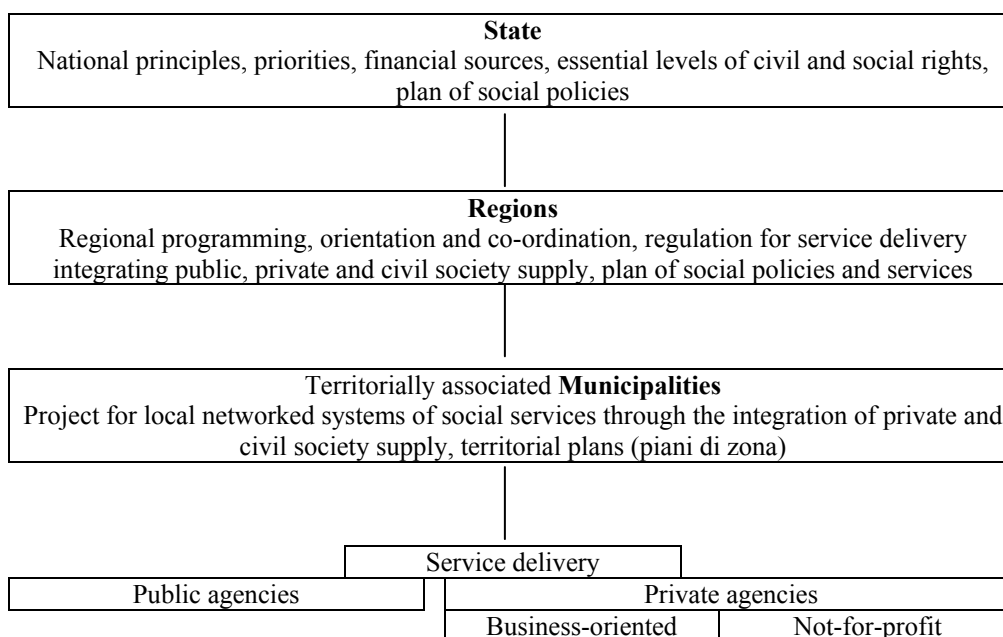 State
National principles, priorities, financial sources, essential levels of civil and social rights,
plan of social policies
Regions
Regional programming, orientation and co-ordination, regulation for service delivery
integrating public, private and civil society supply, plan of social policies and services
Territorially associated Municipalities
Project for local networked systems of social services through the integration of private and
civil society supply, territorial plans (piani di zona)
Service delivery
Public agencies
Private agencies
Business-oriented
Not-for-profit